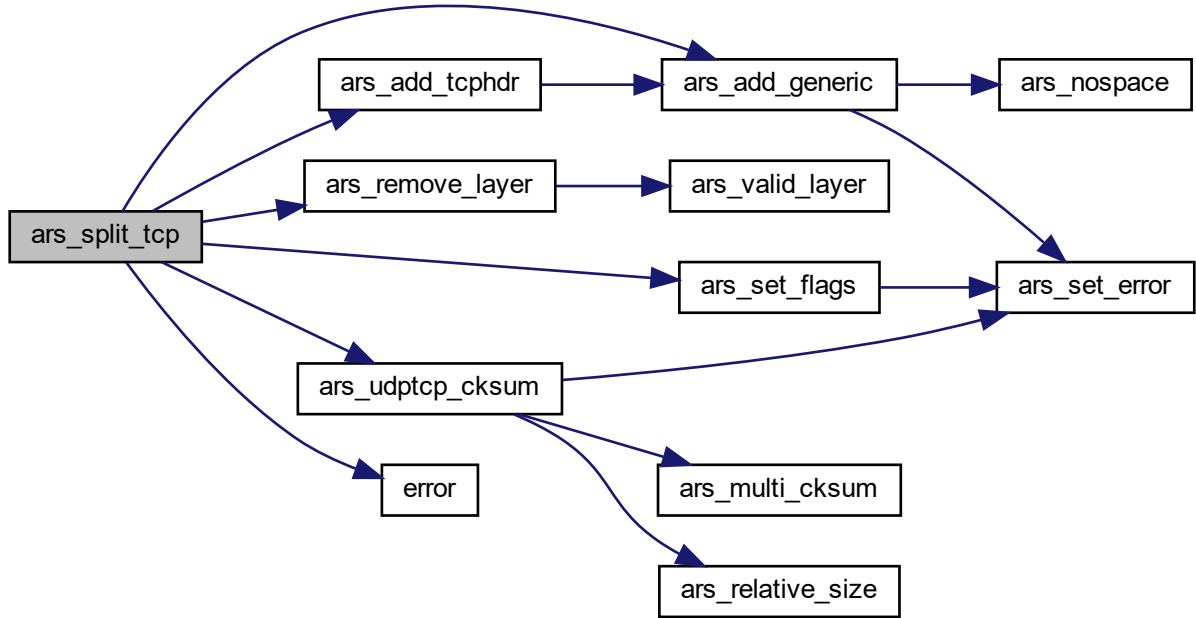 ars_add_tcphdr
ars_add_generic
ars_nospace
ars_remove_layer
ars_valid_layer
ars_split_tcp
ars_set_flags
ars_set_error
ars_udptcp_cksum
error
ars_multi_cksum
ars_relative_size